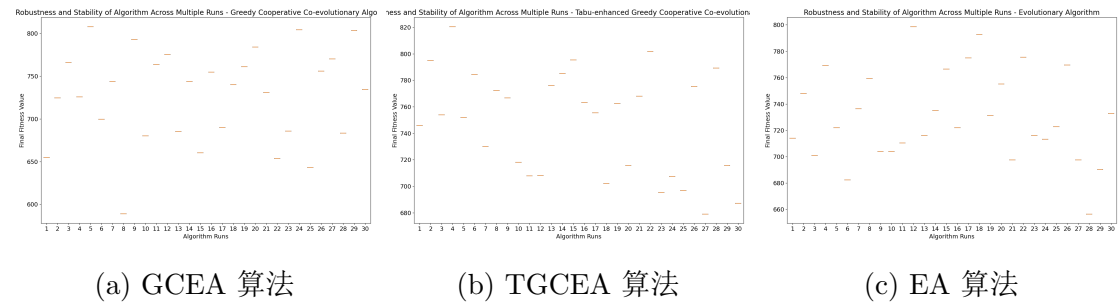 Robustness and Stability of Algorithm Across Multiple Runs - Greedy Cooperative Co-evolutionary Algo
Final Fitness Value
800
750
700
650
600
1 2 3 4 5 6 7 8 9 10 11 12 13 14 15 16 17 18 19 20 21 22 23 24 25 26 27 28 29 30
Algorithm Runs
(a) GCEA 算法
ness and Stability of Algorithm Across Multiple Runs - Tabu-enhanced Greedy Cooperative Co-evolution
Final Fitness Value
820
800
780
760
740
720
700
680
1 2 3 4 5 6 7 8 9 10 11 12 13 14 15 16 17 18 19 20 21 22 23 24 25 26 27 28 29 30
Algorithm Runs
(b) TGCEA 算法
Robustness and Stability of Algorithm Across Multiple Runs - Evolutionary Algorithm
Final Fitness Value
800
780
760
740
720
700
680
660
1 2 3 4 5 6 7 8 9 10 11 12 13 14 15 16 17 18 19 20 21 22 23 24 25 26 27 28 29 30
Algorithm Runs
(c) EA 算法